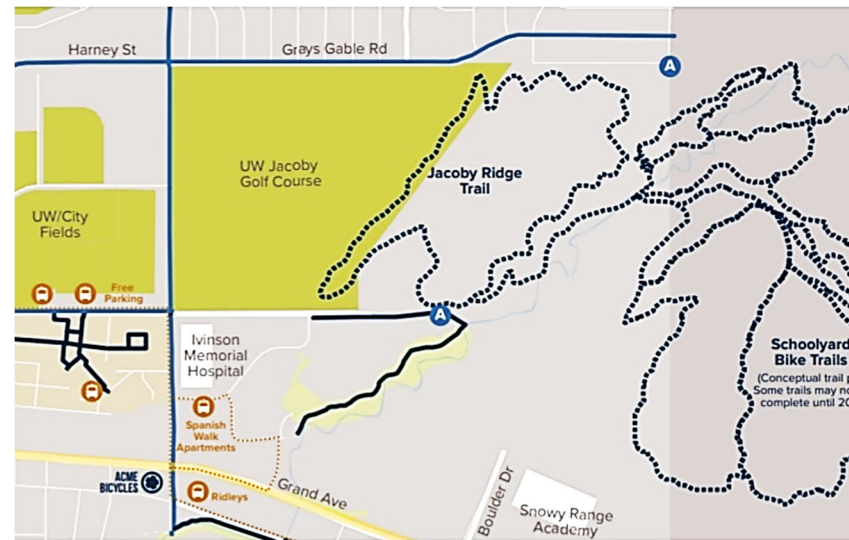 Harney St
Grays Gable Rd
A
UW Jacoby
Golf Course
Jacoby Ridge
Trail
UW/City
Fields
Free
Parking
A
Ivinson
Memorial
Hospital
Schoolyard
Bike Trails
(Conceptual trail
Some trails may
complete until 20
Spanish
Walk
Apartments
ACME
BICYCLES
Ridleys
Grand Ave
Boulder Dr
Snowy Range
Academy